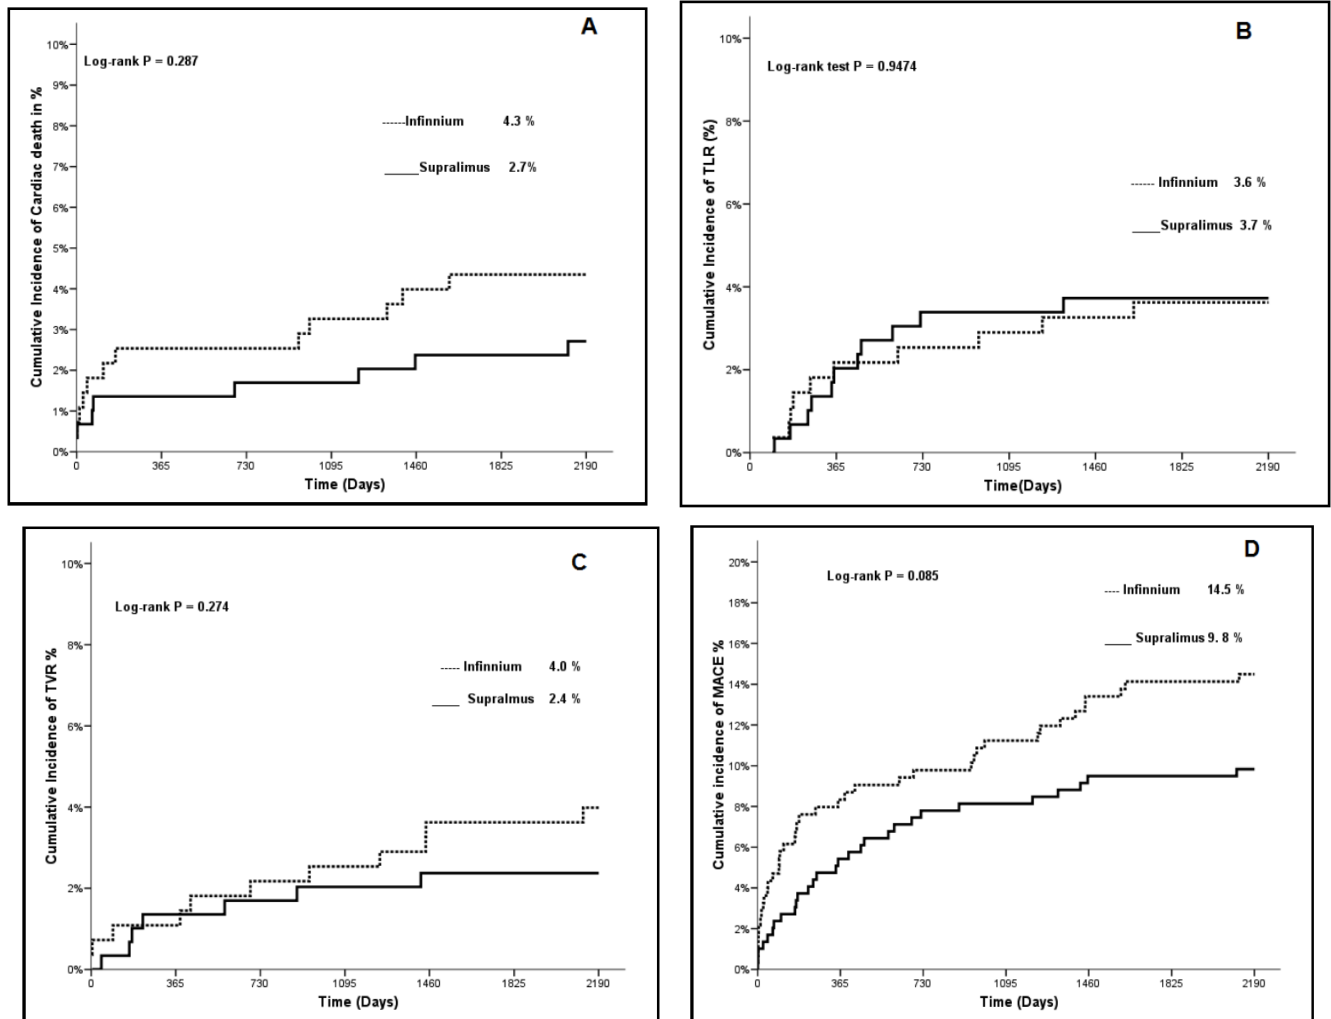 A
10%
Log-rank P = 0.287
9%
8%
Infinnium 4.3 %
7%
Supralimus 2.7%
6%
5%
4%
3%
2%
1%
0%
Cumulative Incidence of Cardiac death in %
0 365 730 1095 1460 1825 2190
Time (Days)
B
10%
Log-rank test P = 0.9474
8%
6%
Infinnium 3.6 %
Supralimus 3.7 %
4%
2%
0%
Cumulative Incidence of TLR (%)
0 365 730 1095 1460 1825 2190
Time(Days)
C
10%
Log-rank P = 0.274
8%
Infinnium 4.0 %
Supralmus 2.4 %
6%
4%
2%
0%
Cumulative Incidence of TVR %
0 365 730 1095 1460 1825 2190
Time (Days)
D
20%
Log-rank P = 0.085
Infinnium 14.5 %
18%
16%
Supralimus 9. 8 %
14%
12%
10%
8%
6%
4%
2%
0%
Cumulative incidence of MACE %
0 365 730 1095 1460 1825 2190
Time (Days)